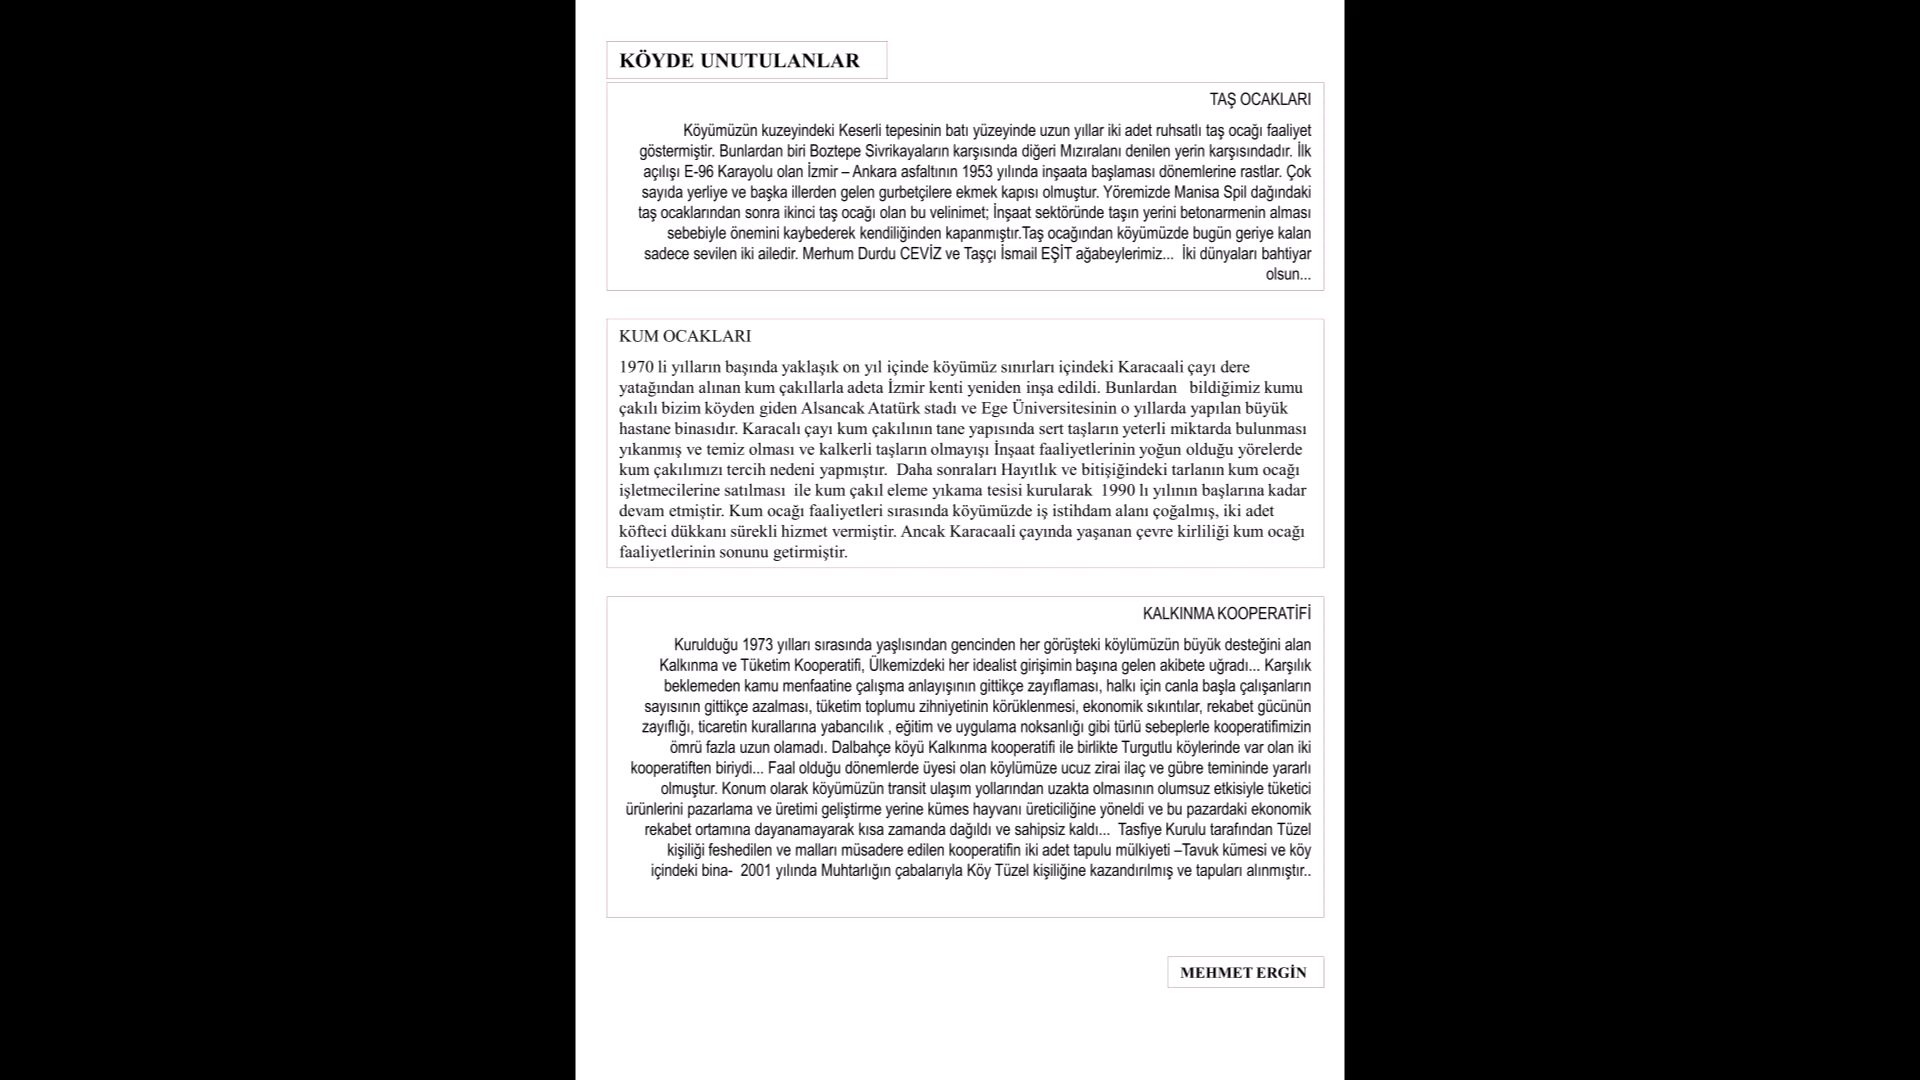 KÖYDE UNUTULANLAR
TAŞ OCAKLARI
Köyümüzün kuzeyindeki Keserli tepesinin batı yüzeyinde uzun yıllar iki adet ruhsatlı taş ocağı faaliyet
göstermiştir. Bunlardan biri Boztepe Sivrikayaların karşısında diğeri Mızıralanı denilen yerin karşısındadır. İlk
açılışı E-96 Karayolu olan İzmir – Ankara asfaltının 1953 yılında inşaata başlaması dönemlerine rastlar. Çok
sayıda yerliye ve başka illerden gelen gurbetçilere ekmek kapısı olmuştur. Yöremizde Manisa Spil dağındaki
taş ocaklarından sonra ikinci taş ocağı olan bu velinimet; İnşaat sektöründe taşın yerini betonarmenin alması
sebebiyle önemini kaybederek kendiliğinden kapanmıştır.Taş ocağından köyümüzde bugün geriye kalan
sadece sevilen iki ailedir. Merhum Durdu CEVİZ ve Taşçı İsmail EŞİT ağabeylerimiz...  İki dünyaları bahtiyar
olsun...
KUM OCAKLARI
1970 li yılların başında yaklaşık on yıl içinde köyümüz sınırları içindeki Karacaali çayı dere
yatağından alınan kum çakıllarla adeta İzmir kenti yeniden inşa edildi. Bunlardan   bildiğimiz kumu
çakılı bizim köyden giden Alsancak Atatürk stadı ve Ege Üniversitesinin o yıllarda yapılan büyük
hastane binasıdır. Karacalı çayı kum çakılının tane yapısında sert taşların yeterli miktarda bulunması
yıkanmış ve temiz olması ve kalkerli taşların olmayışı İnşaat faaliyetlerinin yoğun olduğu yörelerde
kum çakılımızı tercih nedeni yapmıştır.  Daha sonraları Hayıtlık ve bitişiğindeki tarlanın kum ocağı
işletmecilerine satılması  ile kum çakıl eleme yıkama tesisi kurularak  1990 lı yılının başlarına kadar
devam etmiştir. Kum ocağı faaliyetleri sırasında köyümüzde iş istihdam alanı çoğalmış, iki adet
köfteci dükkanı sürekli hizmet vermiştir. Ancak Karacaali çayında yaşanan çevre kirliliği kum ocağı
faaliyetlerinin sonunu getirmiştir.
KALKINMA KOOPERATİFİ
Kurulduğu 1973 yılları sırasında yaşlısından gencinden her görüşteki köylümüzün büyük desteğini alan
Kalkınma ve Tüketim Kooperatifi, Ülkemizdeki her idealist girişimin başına gelen akibete uğradı... Karşılık
beklemeden kamu menfaatine çalışma anlayışının gittikçe zayıflaması, halkı için canla başla çalışanların
sayısının gittikçe azalması, tüketim toplumu zihniyetinin körüklenmesi, ekonomik sıkıntılar, rekabet gücünün
zayıflığı, ticaretin kurallarına yabancılık , eğitim ve uygulama noksanlığı gibi türlü sebeplerle kooperatifimizin
ömrü fazla uzun olamadı. Dalbahçe köyü Kalkınma kooperatifi ile birlikte Turgutlu köylerinde var olan iki
kooperatiften biriydi... Faal olduğu dönemlerde üyesi olan köylümüze ucuz zirai ilaç ve gübre temininde yararlı
olmuştur. Konum olarak köyümüzün transit ulaşım yollarından uzakta olmasının olumsuz etkisiyle tüketici
ürünlerini pazarlama ve üretimi geliştirme yerine kümes hayvanı üreticiliğine yöneldi ve bu pazardaki ekonomik
rekabet ortamına dayanamayarak kısa zamanda dağıldı ve sahipsiz kaldı...  Tasfiye Kurulu tarafından Tüzel
kişiliği feshedilen ve malları müsadere edilen kooperatifin iki adet tapulu mülkiyeti –Tavuk kümesi ve köy
içindeki bina-  2001 yılında Muhtarlığın çabalarıyla Köy Tüzel kişiliğine kazandırılmış ve tapuları alınmıştır..
MEHMET ERGİN